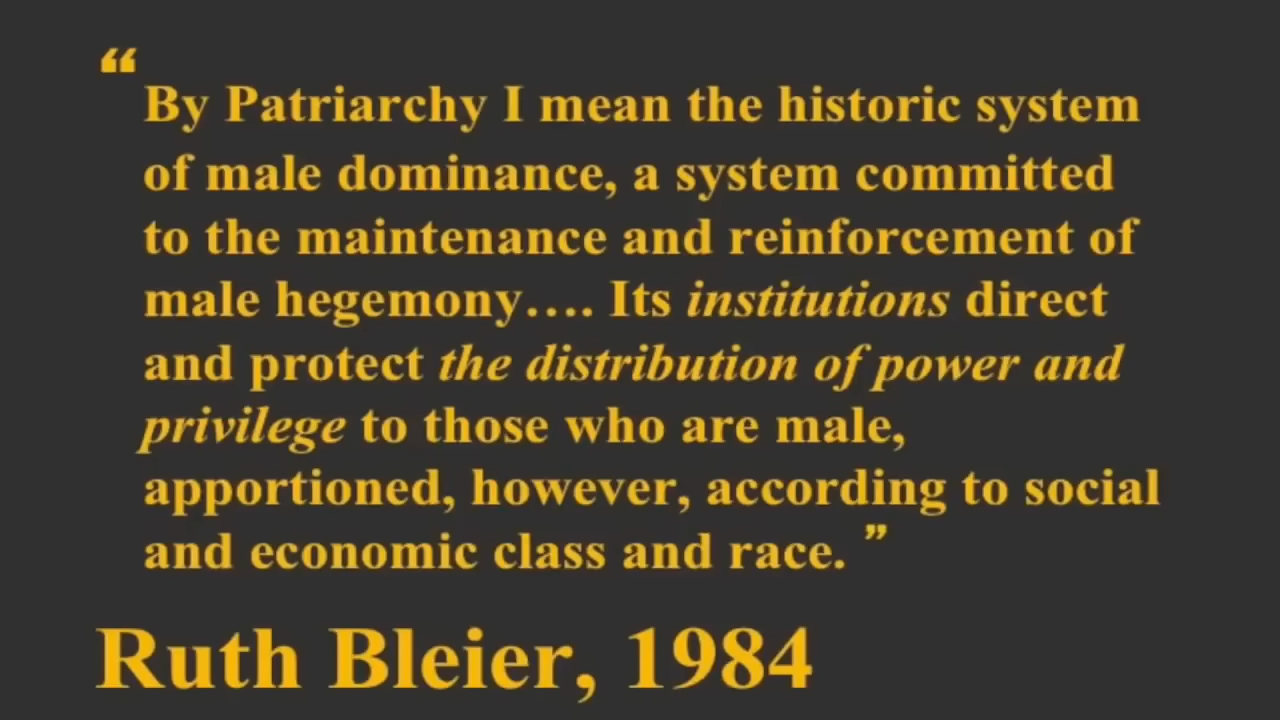 “
By Patriarchy I mean the historic system
of male dominance, a system committed
to the maintenance and reinforcement of
male hegemony…. Its institutions direct
and protect the distribution of power and
privilege to those who are male,
apportioned, however, according to social
and economic class and race. ”
Ruth Bleier, 1984